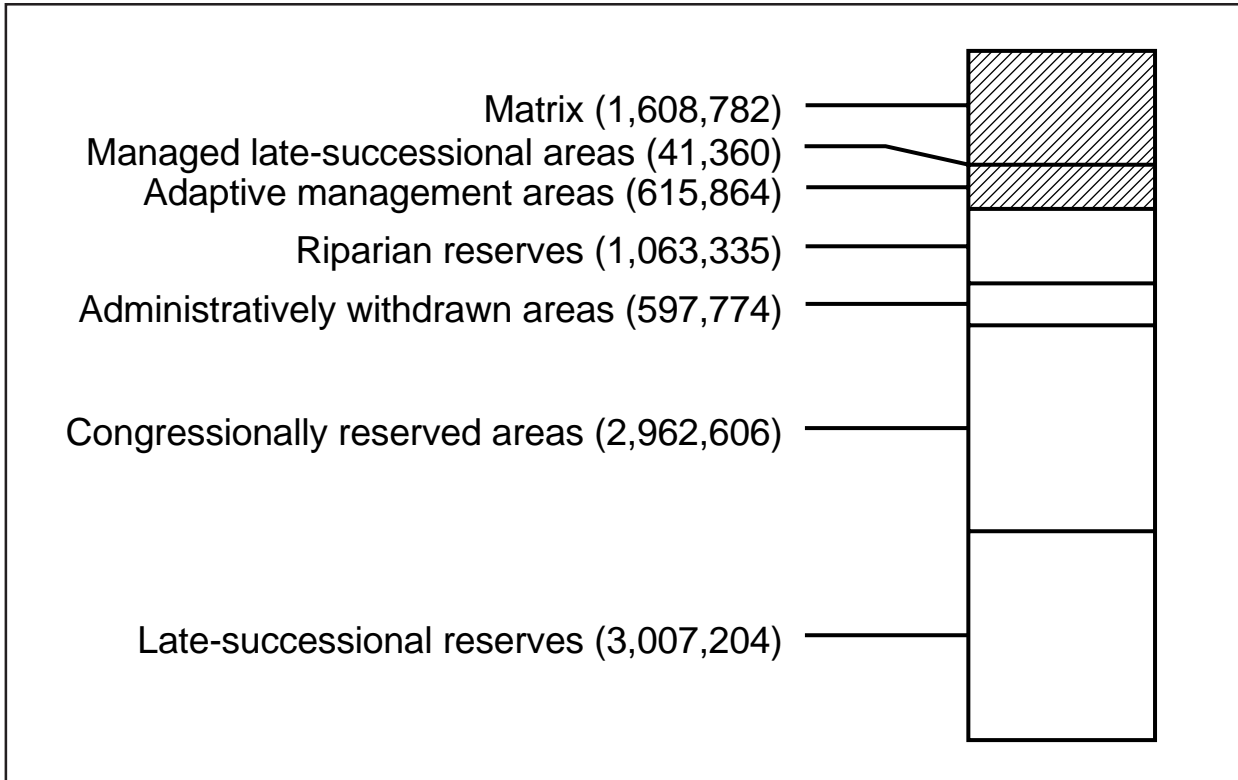 Matrix (1,608,782)
Managed late-successional areas (41,360)
Adaptive management areas (615,864)
Riparian reserves (1,063,335)
Administratively withdrawn areas (597,774)
Congressionally reserved areas (2,962,606)
Late-successional reserves (3,007,204)